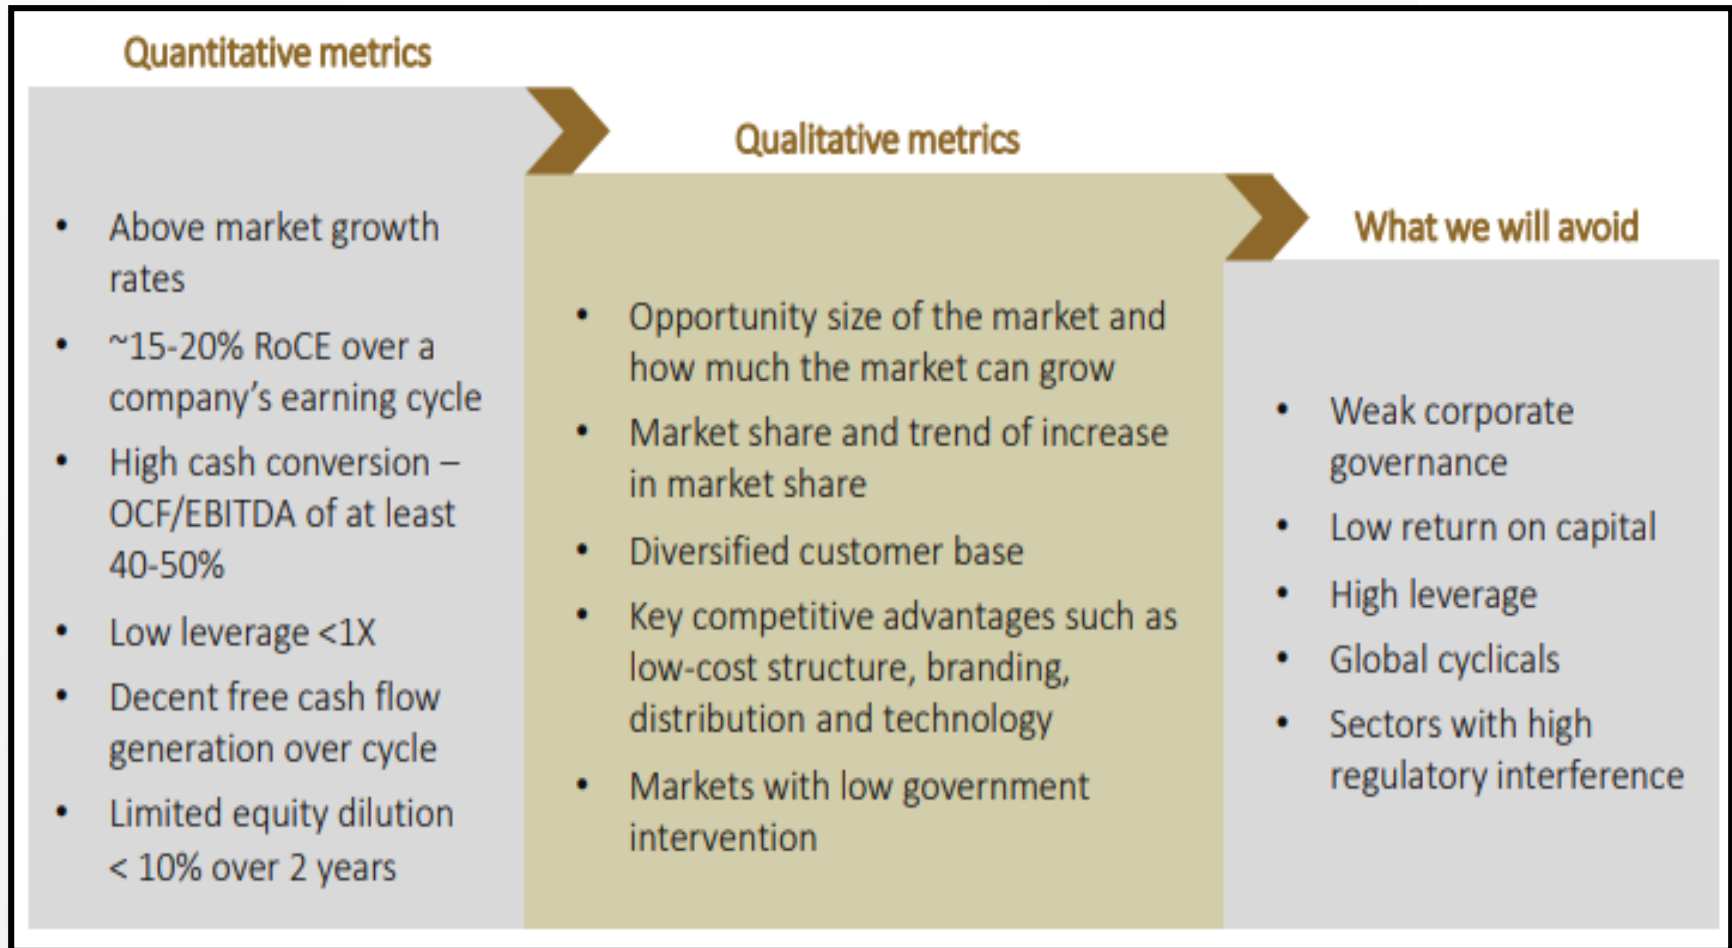 Quantitative metrics
• Above market growth
rates
• ~15-20% RoCE over a
company’s earning cycle
• High cash conversion –
OCF/EBITDA of at least
40-50%
• Low leverage <1X
• Decent free cash flow
generation over cycle
• Limited equity dilution
< 10% over 2 years
Qualitative metrics
• Opportunity size of the market and
how much the market can grow
• Market share and trend of increase
in market share
• Diversified customer base
• Key competitive advantages such as
low-cost structure, branding,
distribution and technology
• Markets with low government
intervention
What we will avoid
• Weak corporate
governance
• Low return on capital
• High leverage
• Global cyclicals
• Sectors with high
regulatory interference